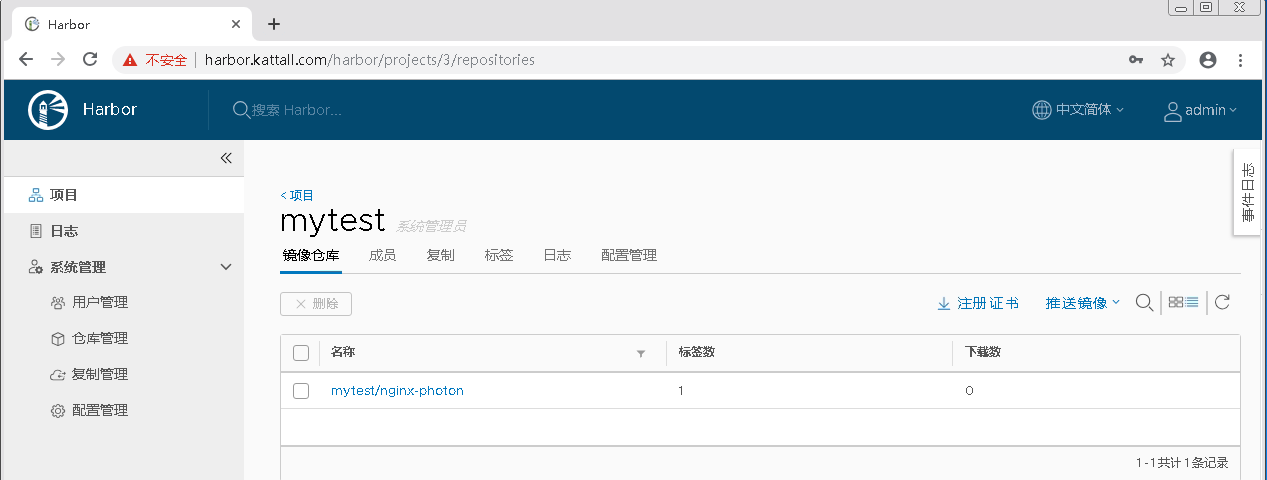 Harbor
不安全 harbor.kattall.com/harbor/projects/3/repositories
Harbor 搜索 Harbor... 中文简体 admin
项目
日志
系统管理
用户管理
仓库管理
复制管理
配置管理
< 项目
mytest 系统管理员
镜像仓库 成员 复制 标签 日志 配置管理
删除 注册证书 推送镜像
名称 标签数 下载数
mytest/nginx-photon 1 0
1-1共计1条记录
事件日志